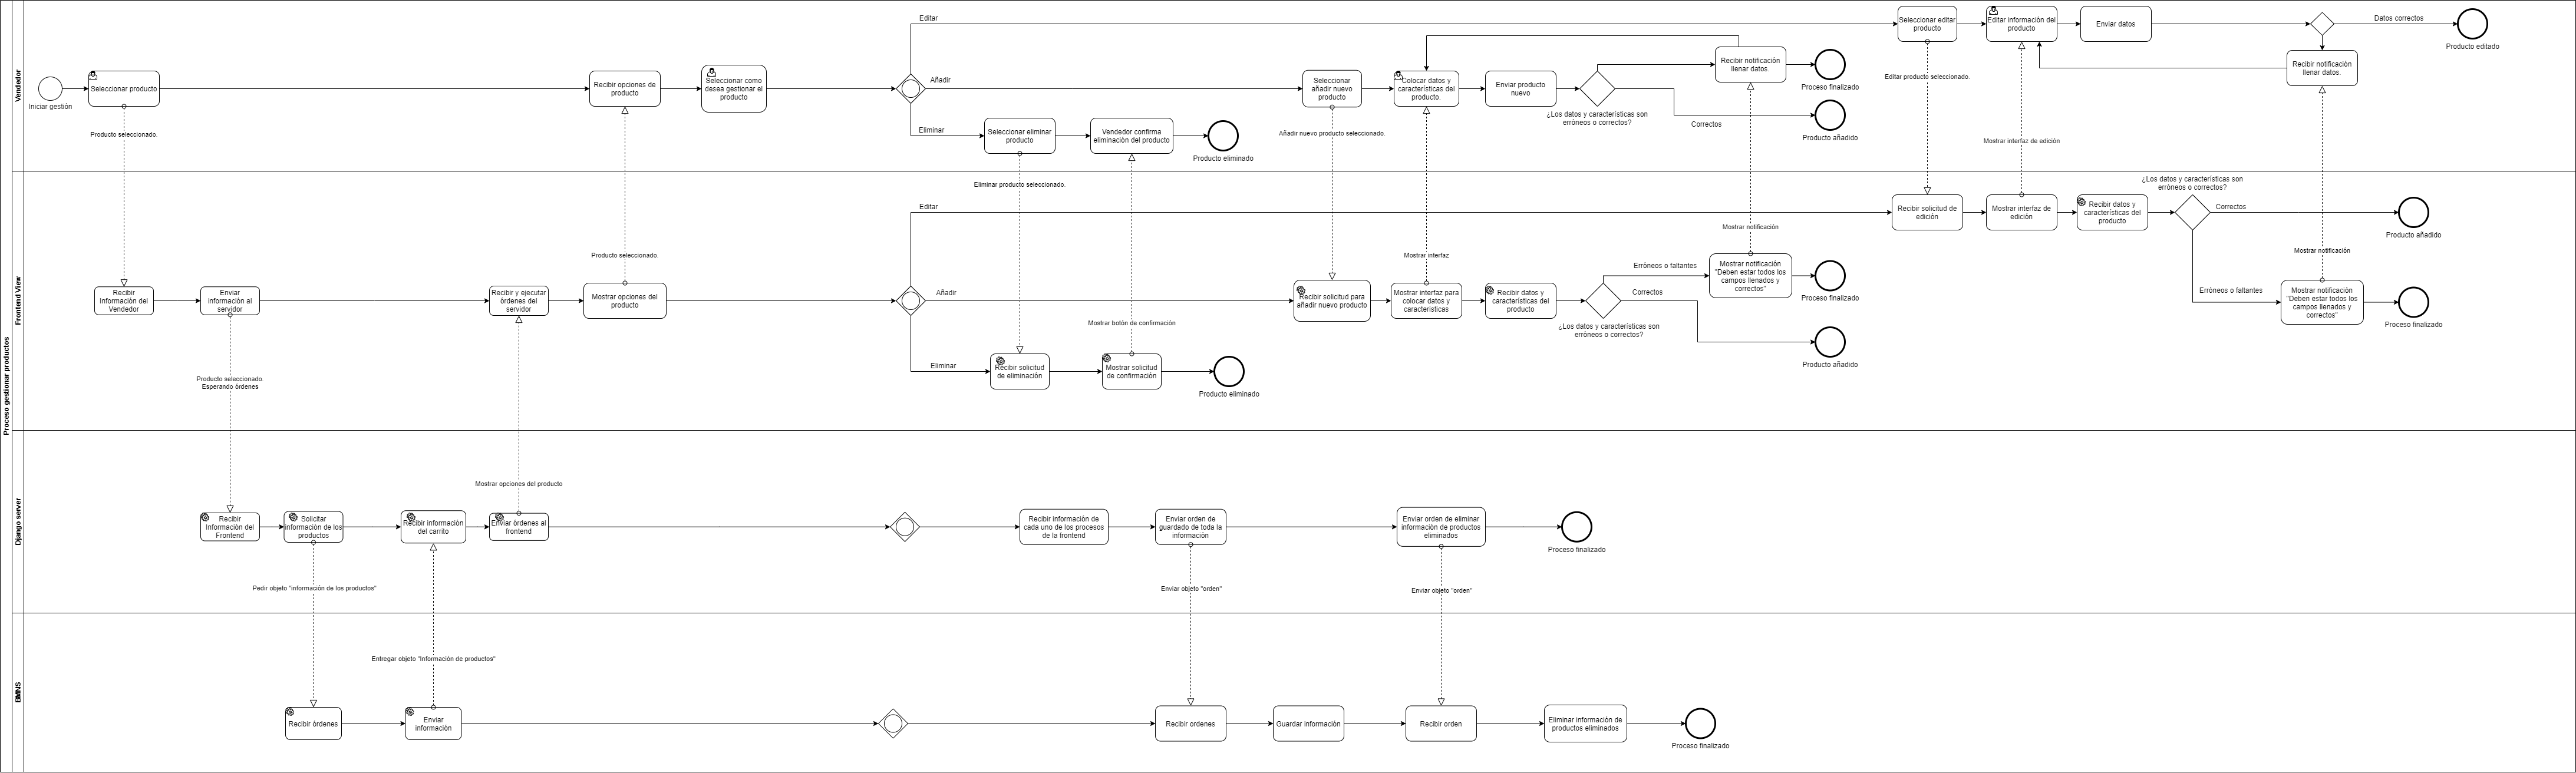 Proceso gestionar productos
Vendedor
Iniciar gestión
Seleccionar producto
Producto seleccionado.
Recibir opciones de
producto
Seleccionar como
desea gestionar el
producto
Editar
Añadir
Eliminar
Seleccionar eliminar
producto
Vendedor confirma
eliminación del producto
Producto eliminado
Eliminar producto seleccionado.
Seleccionar
añadir nuevo
producto
Añadir nuevo producto seleccionado.
Colocar datos y
características del
producto.
Enviar producto
nuevo
¿Los datos y características son
erróneos o correctos?
Correctos
Recibir notificación
llenar datos.
Proceso finalizado
Producto añadido
Seleccionar editar
producto
Editar producto seleccionado.
Editar información del
producto
Mostrar interfaz de edición
Enviar datos
Datos correctos
Producto editado
Recibir notificación
llenar datos.
Frontend View
Recibir
Información del
Vendedor
Enviar
información al
servidor
Producto seleccionado.
Esperando órdenes
Recibir y ejecutar
órdenes del
servidor
Mostrar opciones del
producto
Producto seleccionado.
Editar
Añadir
Eliminar
Recibir solicitud
de eliminación
Mostrar solicitud
de confirmación
Mostrar botón de confirmación
Producto eliminado
Recibir solicitud para
añadir nuevo producto
Mostrar interfaz para
colocar datos y
características
Mostrar interfaz
Recibir datos y
características del
producto
¿Los datos y características son
erróneos o correctos?
Erróneos o faltantes
Correctos
Mostrar notificación
Mostrar notificación
"Deben estar todos los
campos llenados y
correctos"
Proceso finalizado
Producto añadido
Recibir solicitud de
edición
Mostrar interfaz de
edición
Recibir datos y
características del
producto
¿Los datos y características son
erróneos o correctos?
Correctos
Producto añadido
Mostrar notificación
Erróneos o faltantes
Mostrar notificación
"Deben estar todos los
campos llenados y
correctos"
Proceso finalizado
Django server
Recibir
Información del
Frontend
Solicitar
información de los
productos
Pedir objeto "información de los productos"
Recibir información
del carrito
Enviar órdenes al
frontend
Mostrar opciones del producto
Recibir información de
cada uno de los procesos
de la frontend
Enviar orden de
guardado de toda la
información
Enviar objeto "orden"
Enviar orden de eliminar
información de productos
eliminados
Enviar objeto "orden"
Proceso finalizado
Recibir órdenes
Entregar objeto "Información de productos"
Enviar
información
Recibir ordenes
Guardar información
Recibir orden
Eliminar información de
productos eliminados
Proceso finalizado